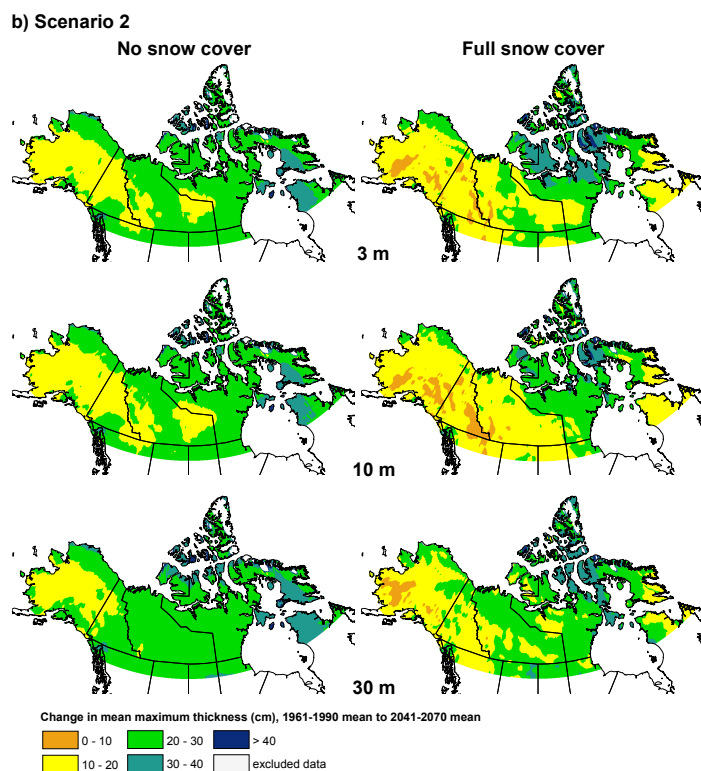 b) Scenario 2
No snow cover
Full snow cover
3 m
10 m
30 m
Change in mean maximum thickness (cm), 1961-1990 mean to 2041-2070 mean
0 - 10
20 - 30
> 40
10 - 20
30 - 40
excluded data